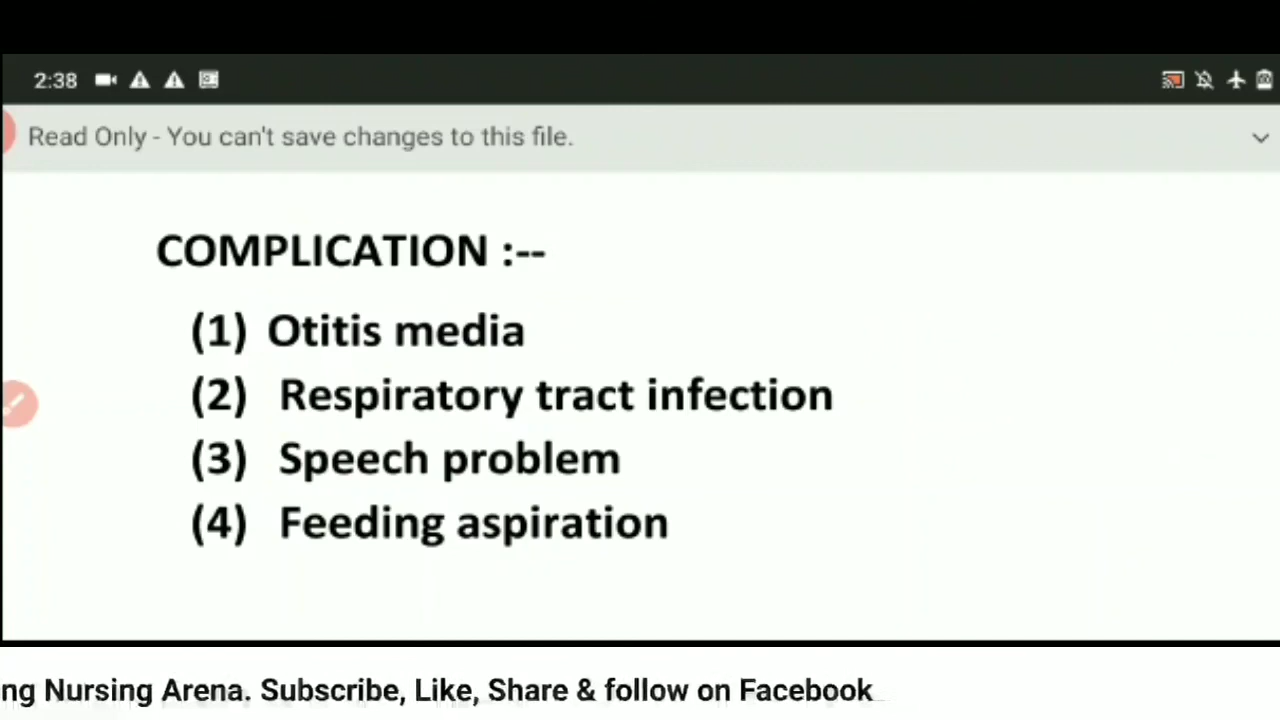 2:38
Read Only - You can't save changes to this file.
COMPLICATION :--
(1) Otitis media
(2) Respiratory tract infection
(3) Speech problem
(4) Feeding aspiration
ng Nursing Arena. Subscribe, Like, Share & follow on Facebook